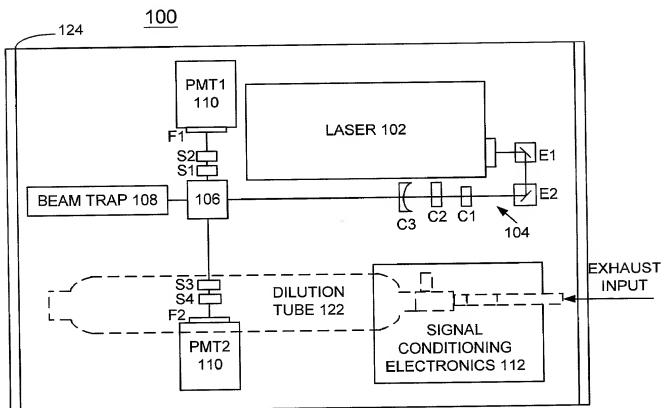 100
124
PMT1
110
LASER 102
F1
S2
S1
E1
E2
BEAM TRAP 108
106
C3
C2
C1
104
S3
S4
F2
DILUTION
TUBE 122
EXHAUST
INPUT
PMT2
110
SIGNAL
CONDITIONING
ELECTRONICS 112